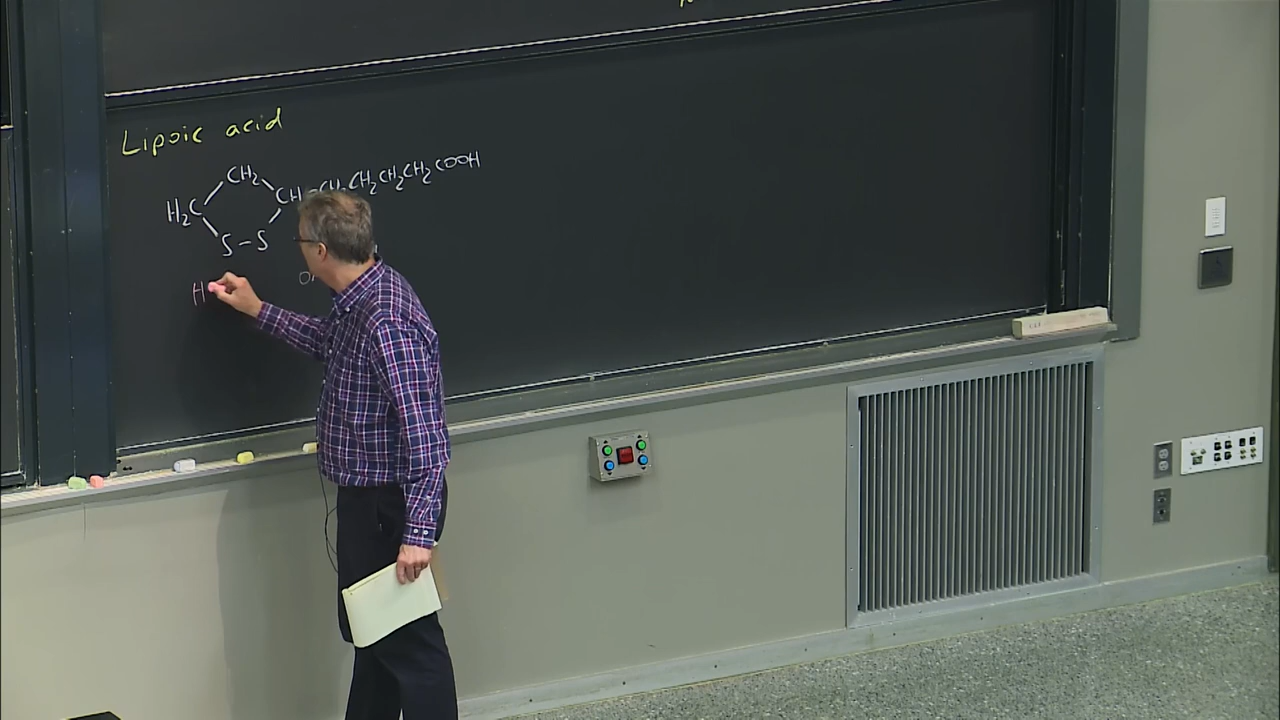 Lipoic acid
CH₂
H₂C CH - CH₂CH₂CH₂CH₂COOH
S - S
H